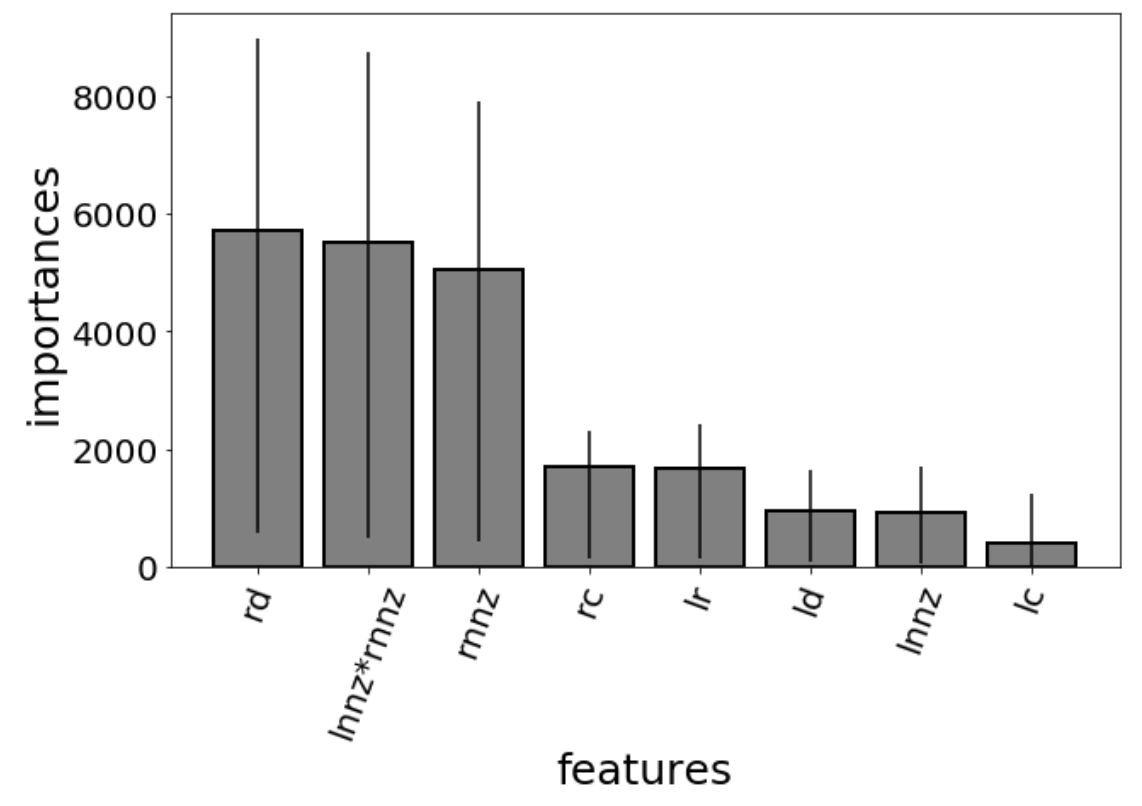 importances
8000
6000
4000
2000
0
rd
lnnz*rnnz
rnnz
rc
lr
ld
lnnz
lc
features